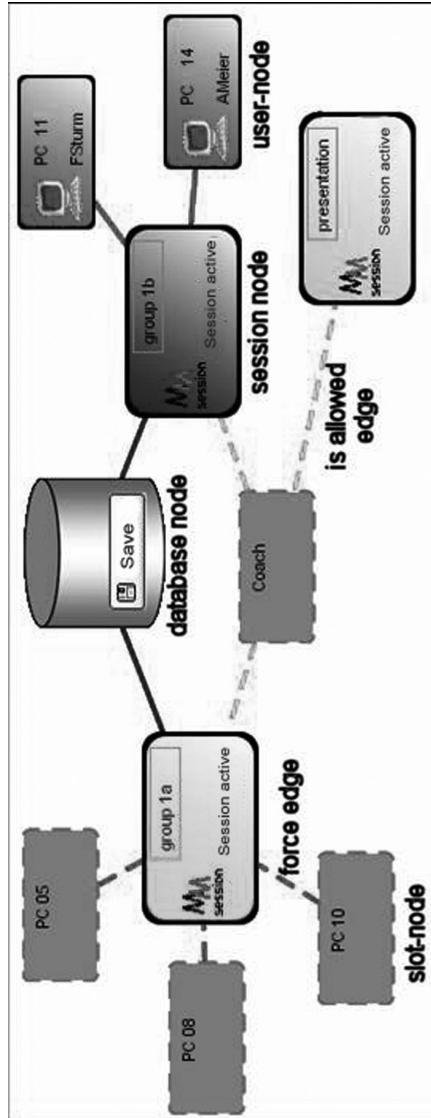 PC 05
PC 08
PC 10
slot-node
group 1a
session
Session active
force edge
Save
database node
Coach
group 1b
session
Session active
session node
is allowed
edge
PC 11
FSturm
PC 14
AMeier
user-node
presentation
session
Session active